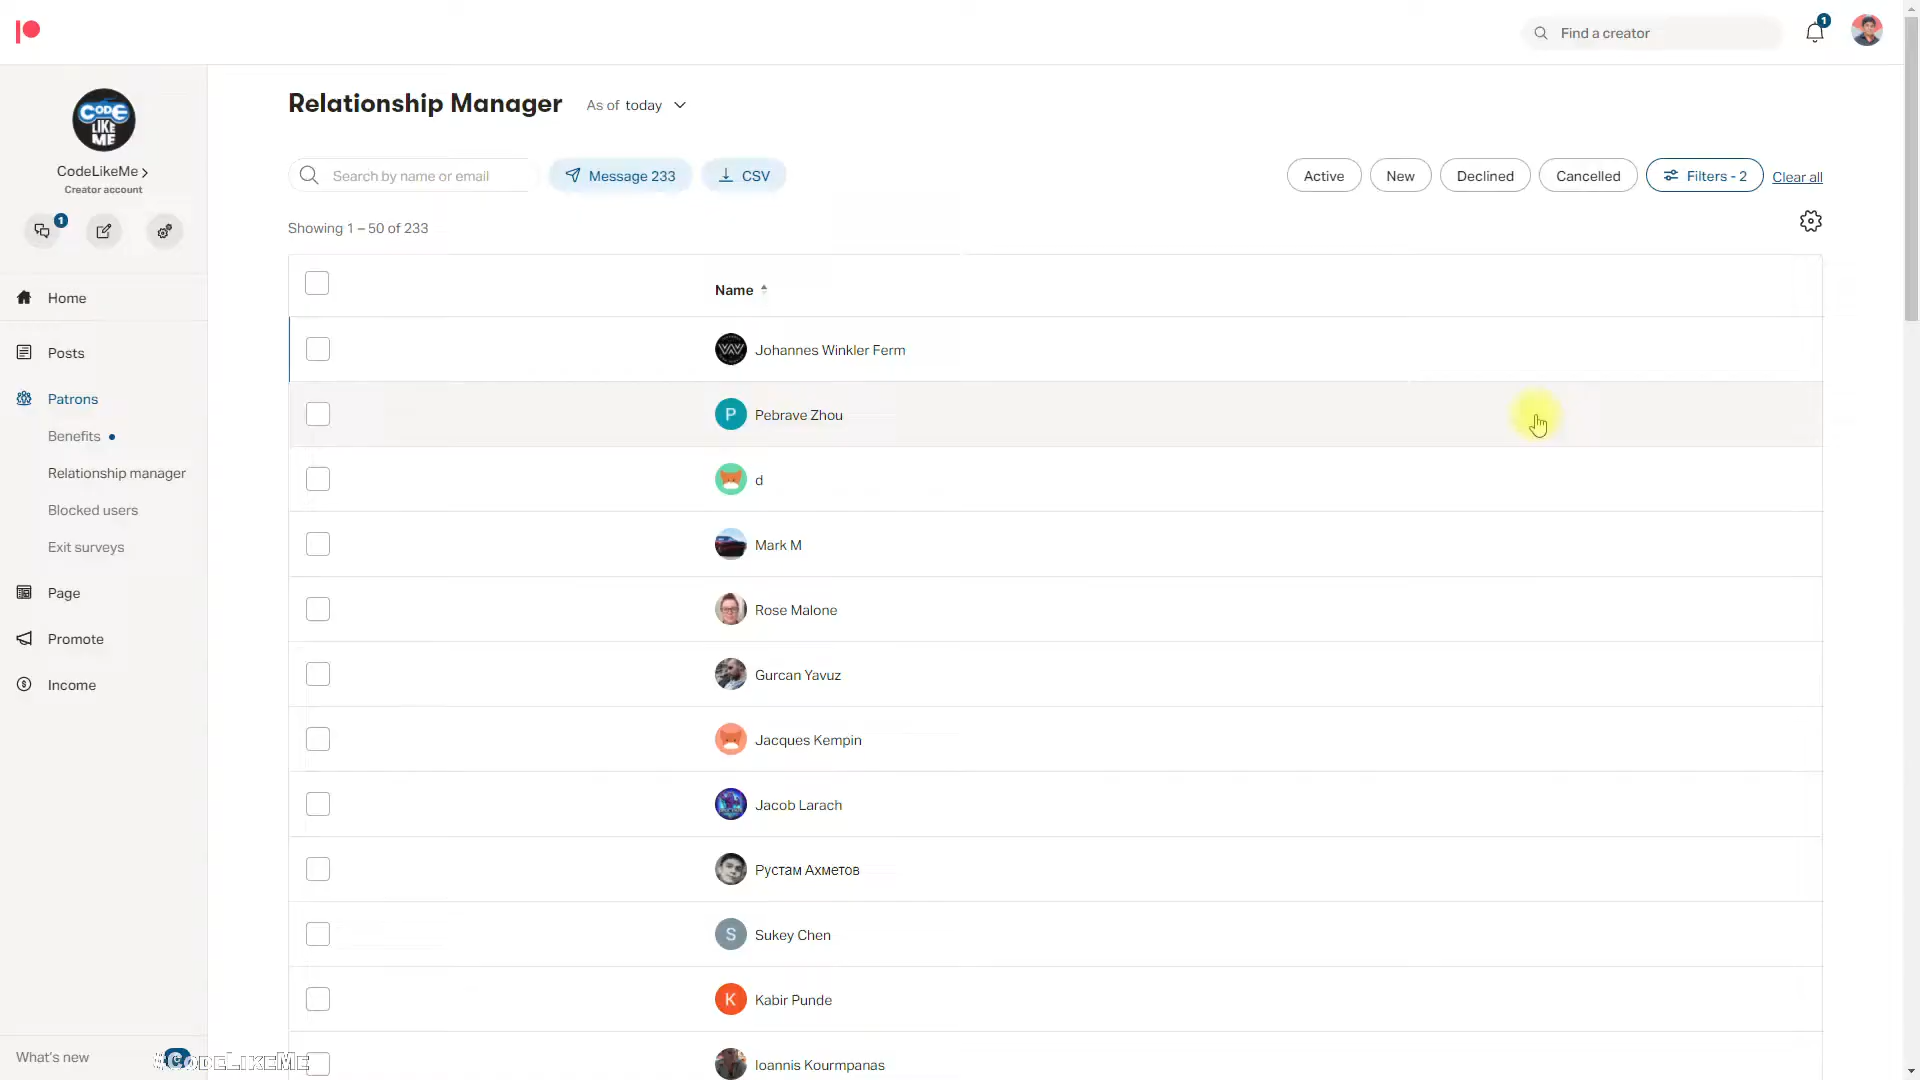 Find a creator
1
CODE
LIKE
ME
CodeLikeMe
Creator account
1
Home
Posts
Patrons
Benefits
Relationship manager
Blocked users
Exit surveys
Page
Promote
Income
What's new
#CodeLikeMe
Relationship Manager As of today
Search by name or email Message 233 CSV Active New Declined Cancelled Filters - 2 Clear all
Showing 1 – 50 of 233
Name
Johannes Winkler Ferm
P Pebrave Zhou
d
Mark M
Rose Malone
Gurcan Yavuz
Jacques Kempin
Jacob Larach
Рустам Ахметов
S Sukey Chen
K Kabir Punde
Ioannis Kourmpanas